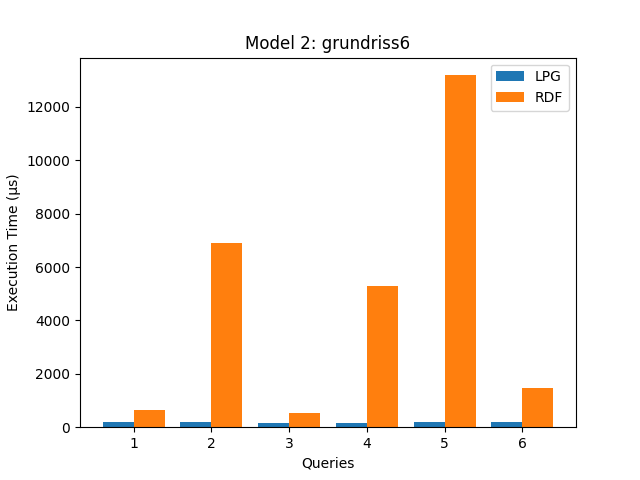 Model 2: grundriss6
LPG
RDF
Execution Time (µs)
12000
10000
8000
6000
4000
2000
0
1 2 3 4 5 6
Queries